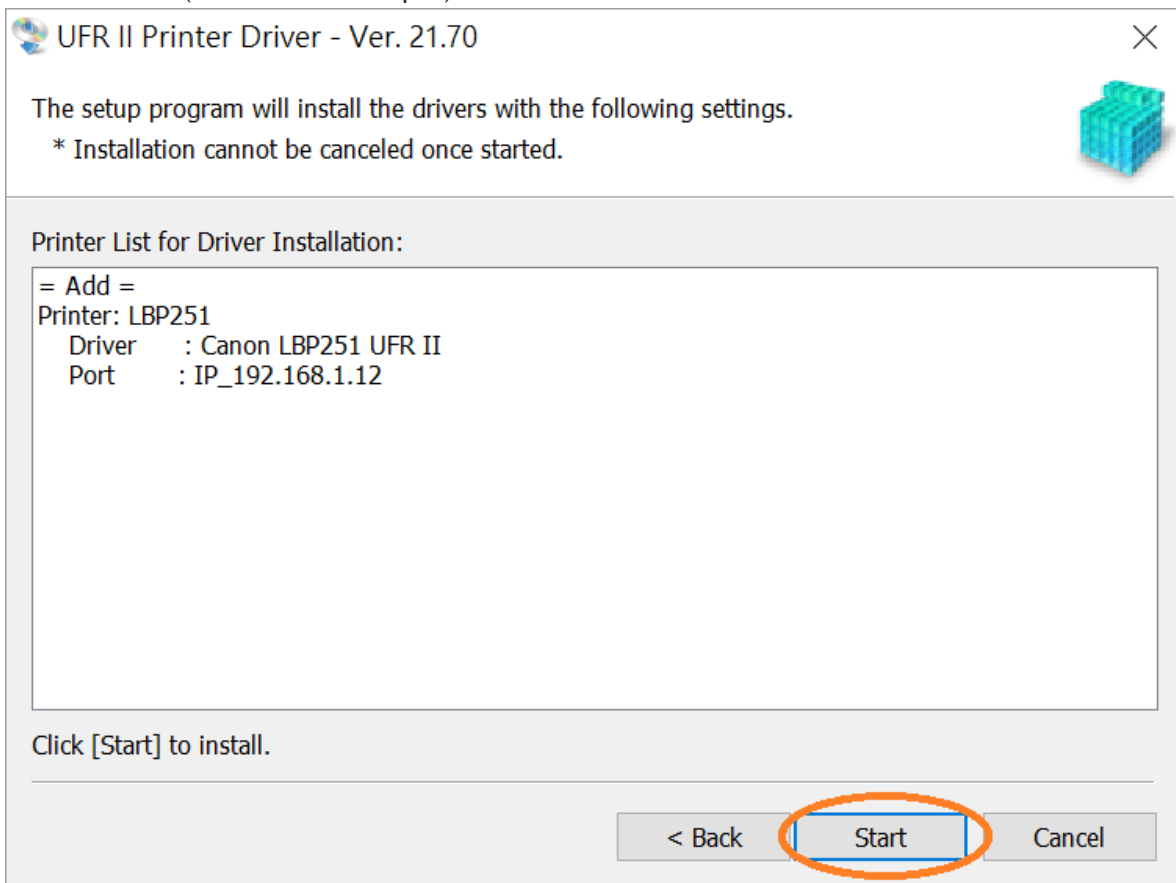 UFR II Printer Driver - Ver. 21.70
The setup program will install the drivers with the following settings.
* Installation cannot be canceled once started.
Printer List for Driver Installation:
= Add =
Printer: LBP251
Driver : Canon LBP251 UFR II
Port : IP_192.168.1.12
Click [Start] to install.
< Back Start Cancel